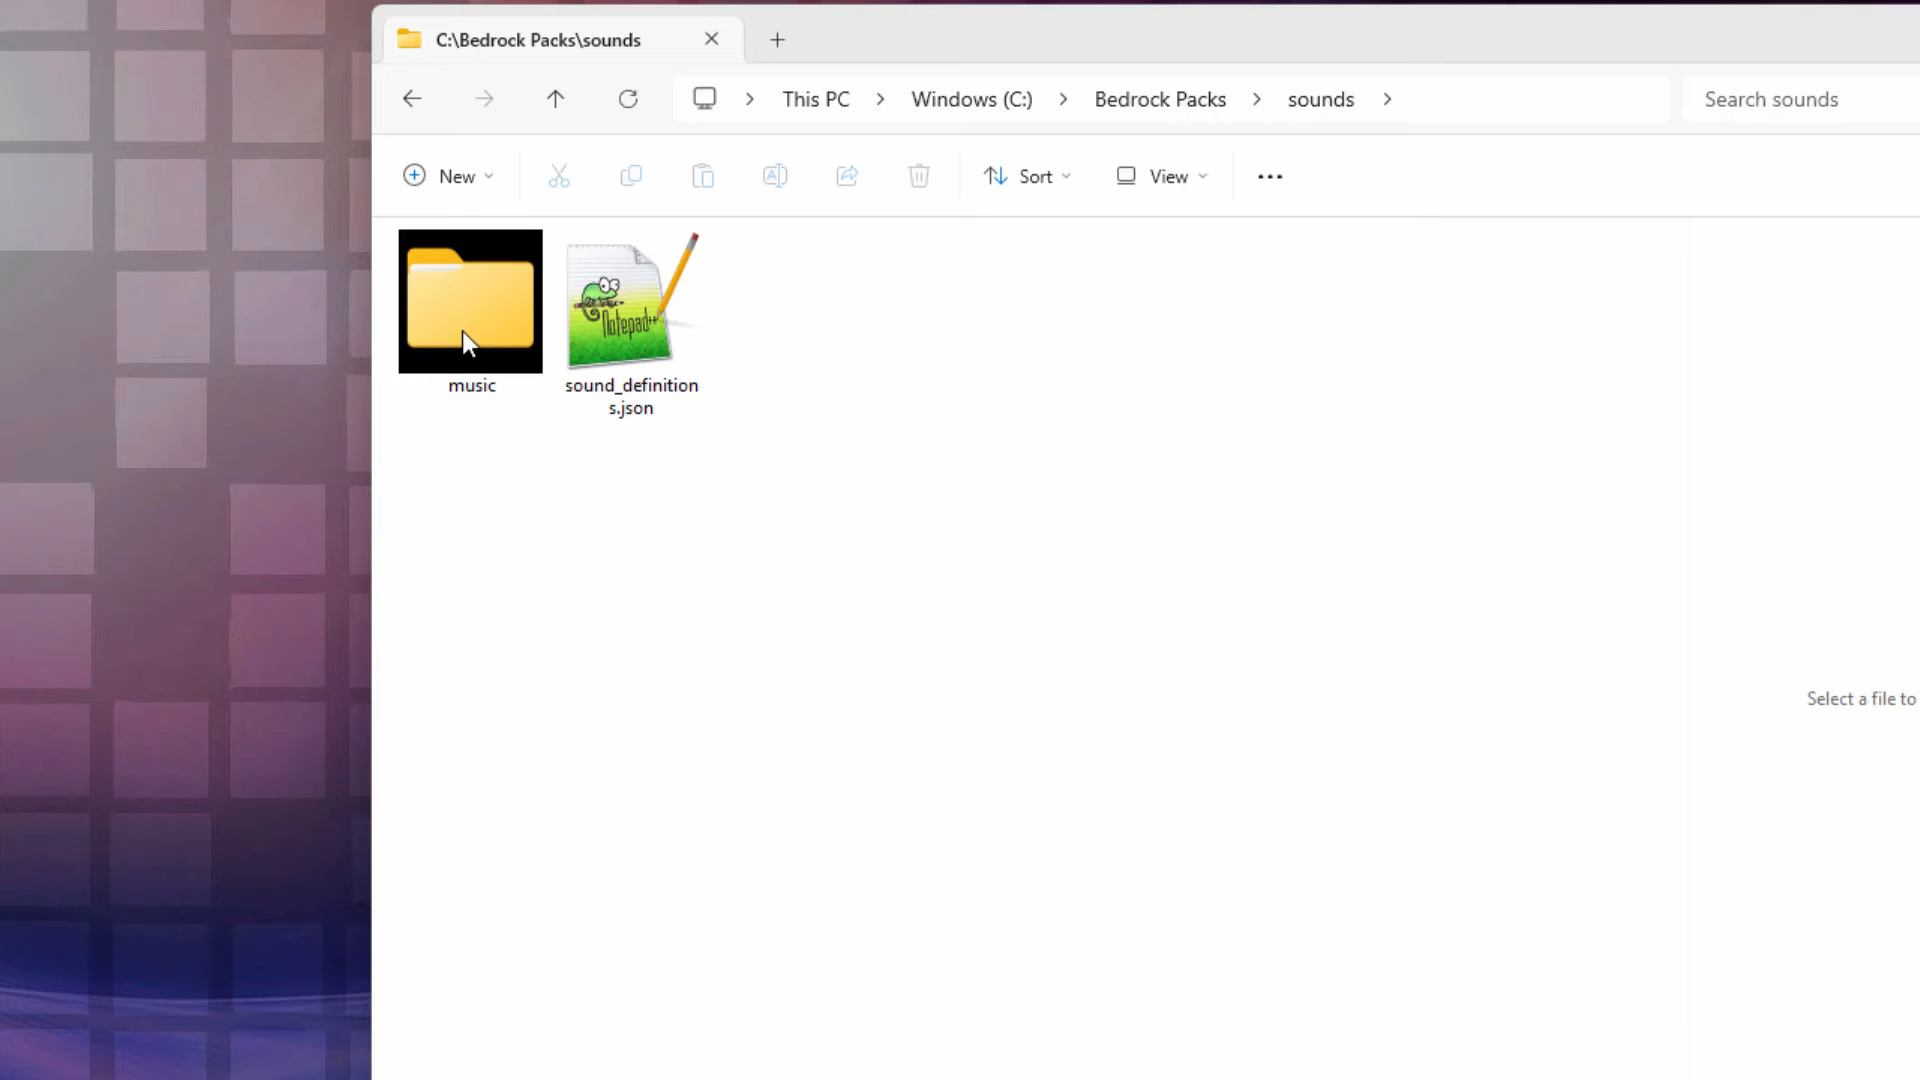 C:\Bedrock Packs\sounds
This PC
Windows (C:)
Bedrock Packs
sounds
Search sounds
New
Sort
View
Notepad++
music
sound_definition
s.json
Select a file to